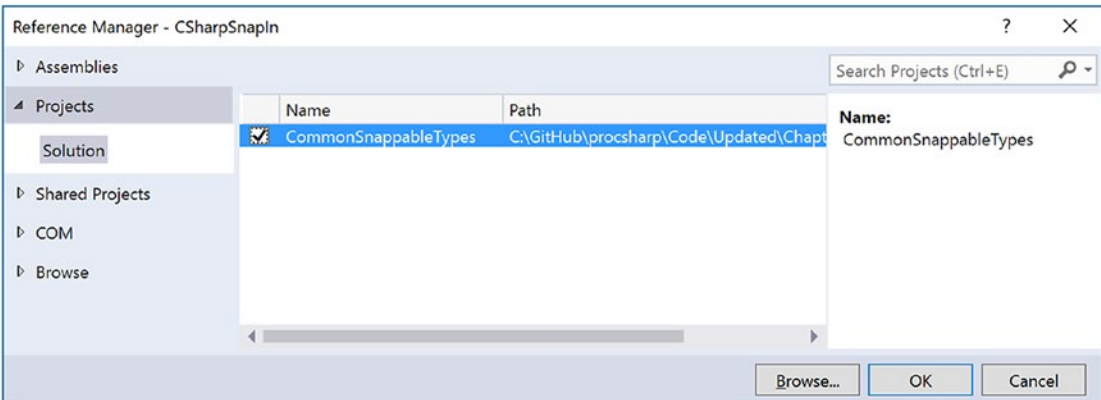 Reference Manager - CSharpSnapIn
? X
Assemblies
Search Projects (Ctrl+E)
Projects
Name Path
CommonSnappableTypes C:\GitHub\procsharp\Code\Updated\Chapt
Name:
CommonSnappableTypes
Solution
Shared Projects
COM
Browse
Browse... OK Cancel